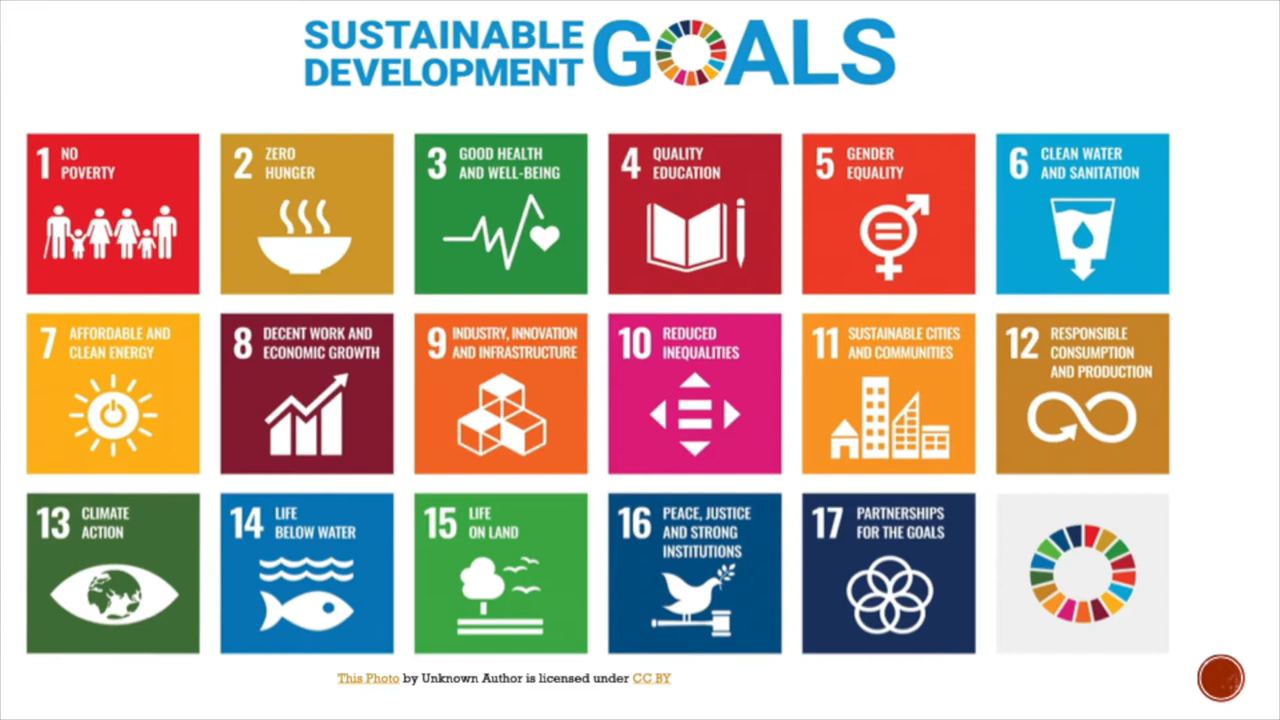 SUSTAINABLE
DEVELOPMENT GOALS
1 NO
POVERTY
2 ZERO
HUNGER
3 GOOD HEALTH
AND WELL-BEING
4 QUALITY
EDUCATION
5 GENDER
EQUALITY
6 CLEAN WATER
AND SANITATION
7 AFFORDABLE AND
CLEAN ENERGY
8 DECENT WORK AND
ECONOMIC GROWTH
9 INDUSTRY, INNOVATION
AND INFRASTRUCTURE
10 REDUCED
INEQUALITIES
11 SUSTAINABLE CITIES
AND COMMUNITIES
12 RESPONSIBLE
CONSUMPTION
AND PRODUCTION
13 CLIMATE
ACTION
14 LIFE
BELOW WATER
15 LIFE
ON LAND
16 PEACE, JUSTICE
AND STRONG
INSTITUTIONS
17 PARTNERSHIPS
FOR THE GOALS
This Photo by Unknown Author is licensed under CC BY